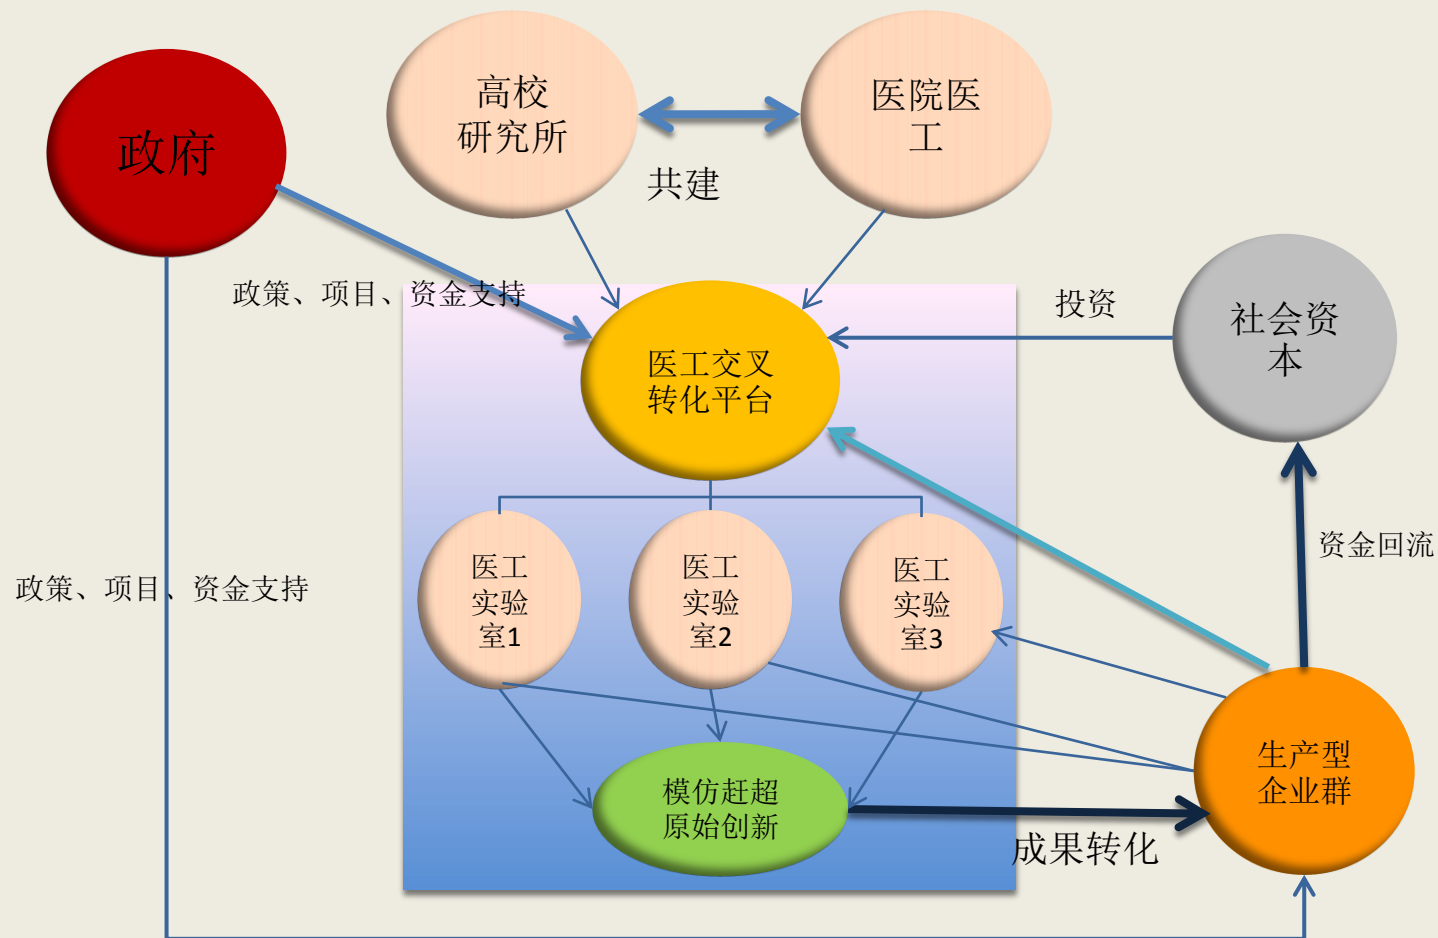 高校
研究所
医院医
工
政府
共建
政策、项目、资金支持
投资
社会资
本
医工交叉
转化平台
资金回流
医工
实验
室1
医工
实验
室2
医工
实验
室3
政策、项目、资金支持
生产型
企业群
模仿赶超
原始创新
成果转化